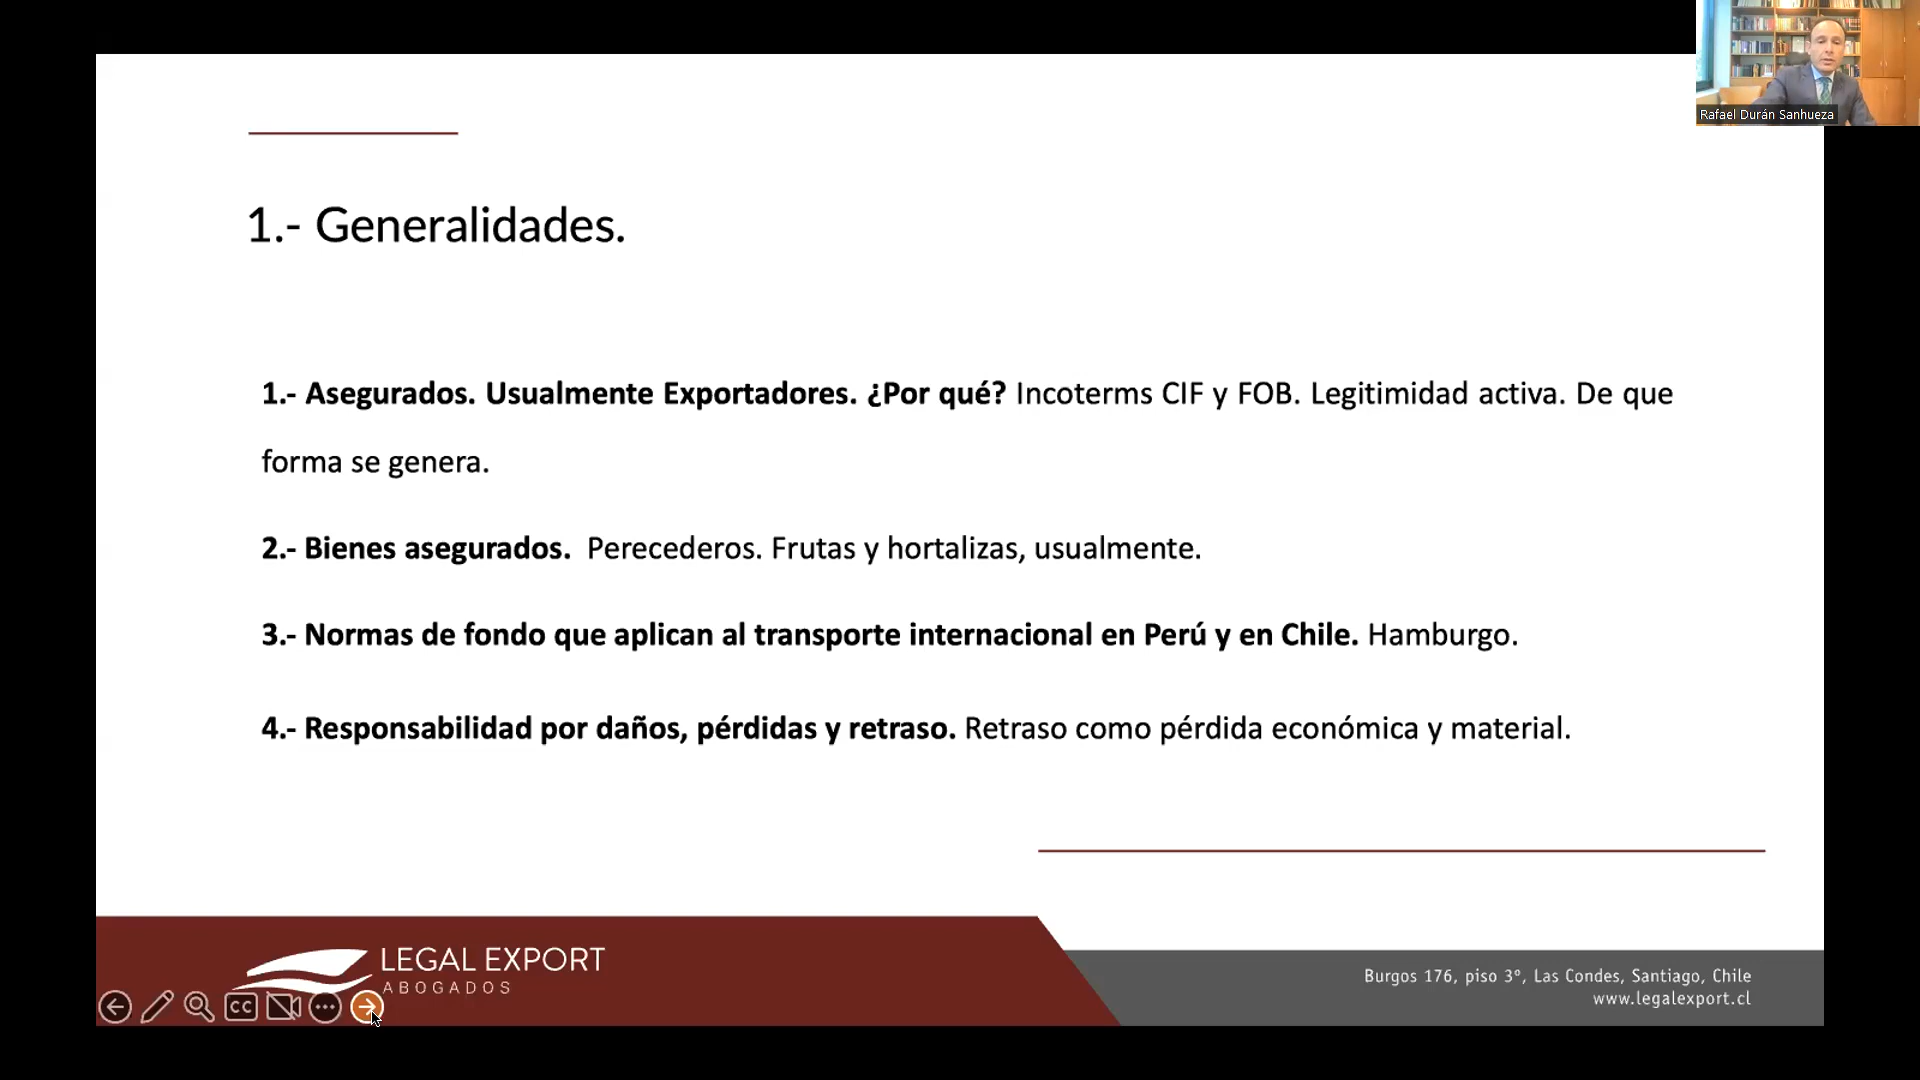 Rafael Durán Sanhueza
1.- Generalidades.
1.- Asegurados. Usualmente Exportadores. ¿Por qué? Incoterms CIF y FOB. Legitimidad activa. De que
forma se genera.
2.- Bienes asegurados. Perecederos. Frutas y hortalizas, usualmente.
3.- Normas de fondo que aplican al transporte internacional en Perú y en Chile. Hamburgo.
4.- Responsabilidad por daños, pérdidas y retraso. Retraso como pérdida económica y material.
LEGAL EXPORT
ABOGADOS
CC
Burgos 176, piso 3º, Las Condes, Santiago, Chile
www.legalexport.cl